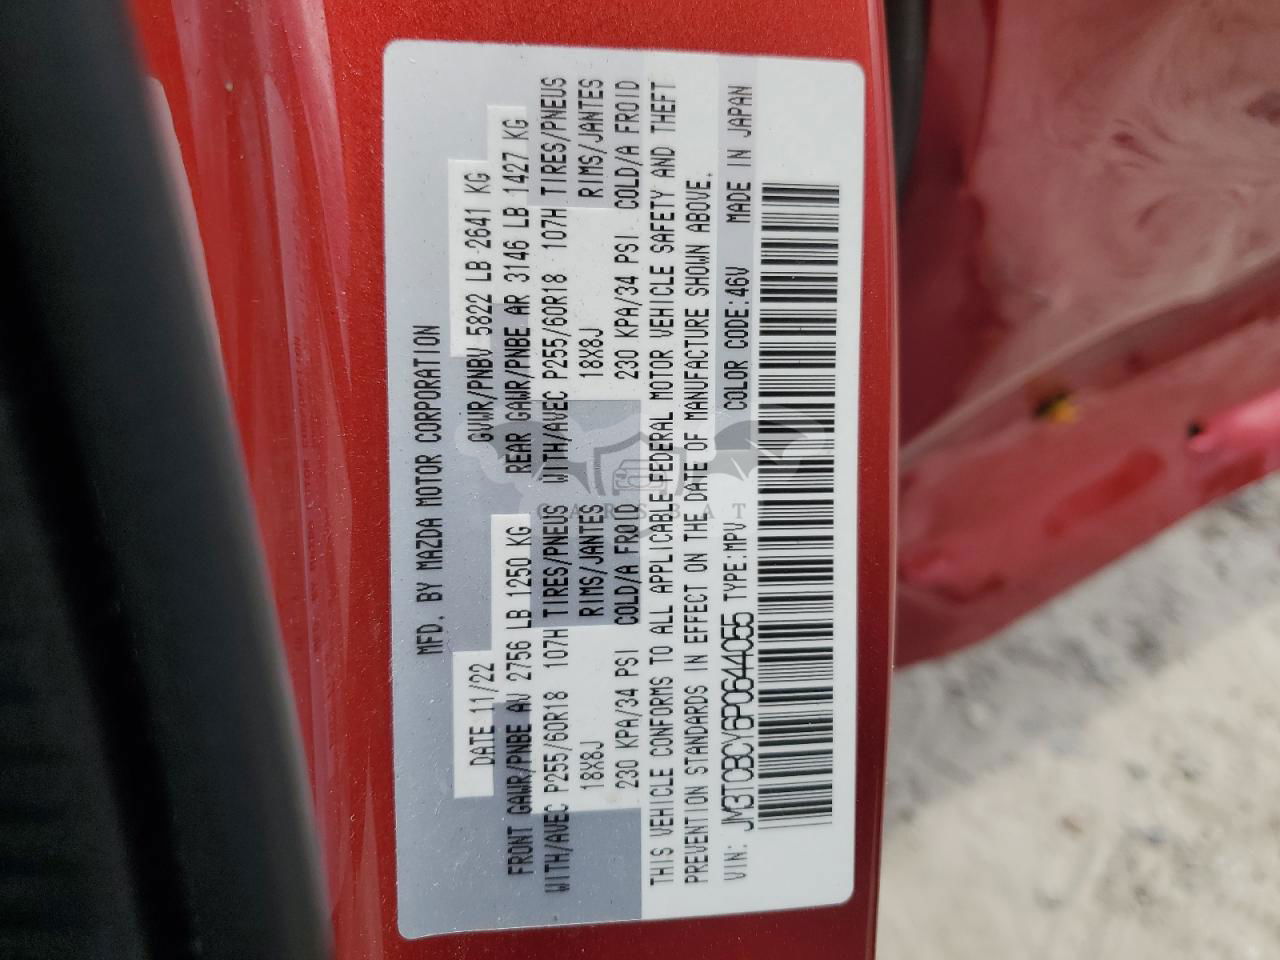 MFD. BY MAZDA MOTOR CORPORATION
DATE 11/22 GVWR/PNBV 5822 LB 2641 KG
FRONT GAWR/PNBE AV 2756 LB 1250 KG REAR GAWR/PNBE AR 3146 LB 1427 KG
WITH/AVEC P255/60R18 107H TIRES/PNEUS WITH/AVEC P255/60R18 107H TIRES/PNEUS
18X8J RIMS/JANTES 18X8J RIMS/JANTES
230 KPA/34 PSI COLD/A FROID 230 KPA/34 PSI COLD/A FROID
THIS VEHICLE CONFORMS TO ALL APPLICABLE FEDERAL MOTOR VEHICLE SAFETY AND THEFT
PREVENTION STANDARDS IN EFFECT ON THE DATE OF MANUFACTURE SHOWN ABOVE.
VIN: JM3TCBCY6P0644055 TYPE:MPV COLOR CODE:46V MADE IN JAPAN
CARSBAT